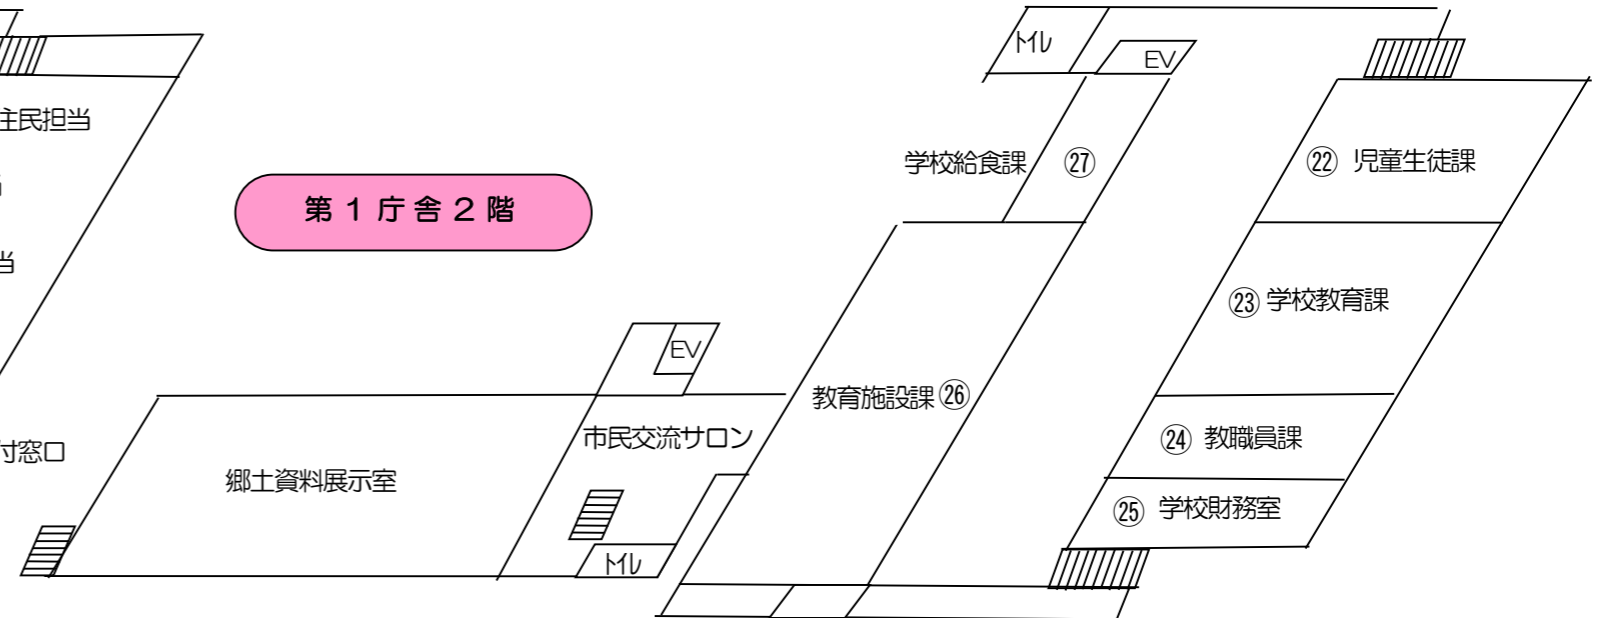 住民担当
当
第１庁舎２階
付窓口
郷土資料展示室
EV
市民交流サロン
ﾄｲﾚ
ﾄｲﾚ
EV
学校給食課 ㉗
教育施設課 ㉖
㉒ 児童生徒課
㉓ 学校教育課
㉔ 教職員課
㉕ 学校財務室